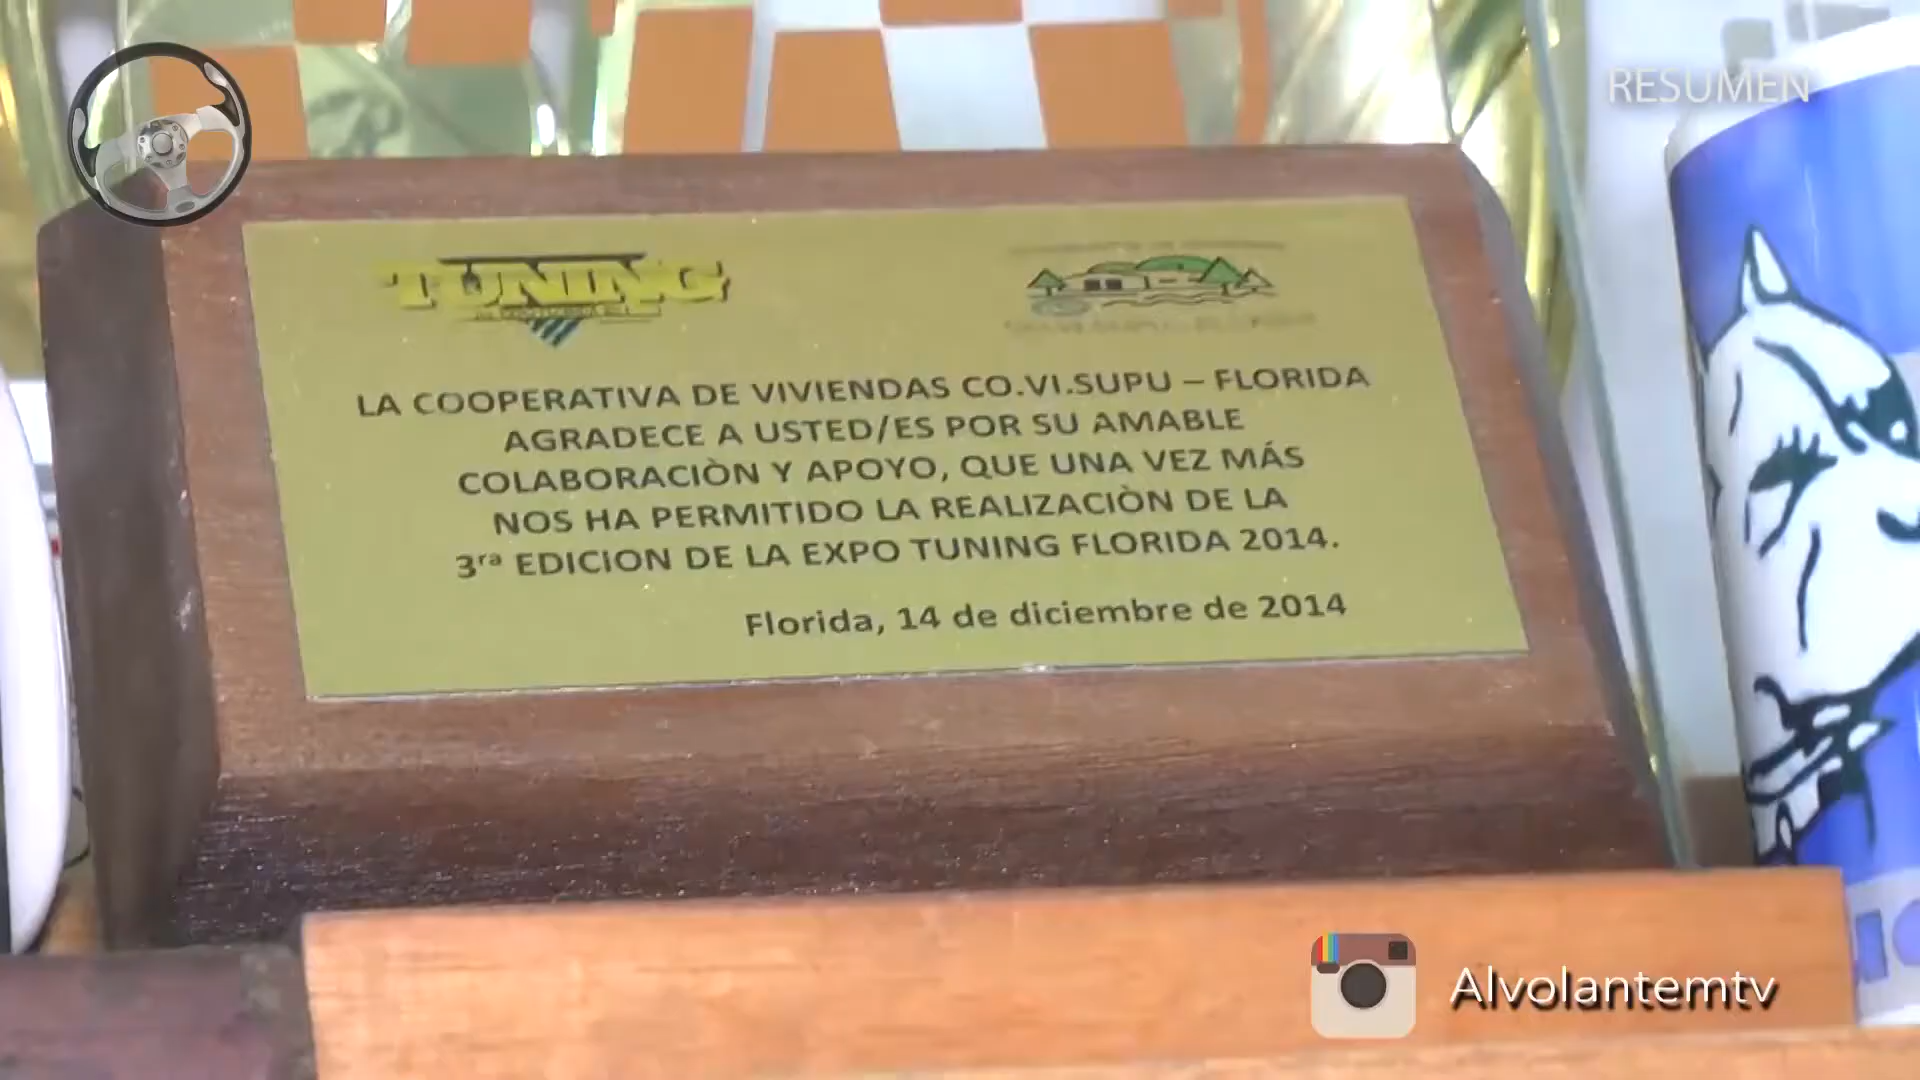 RESUMEN
TUNING
LA COOPERATIVA DE VIVIENDAS CO.VI.SUPU – FLORIDA
AGRADECE A USTED/ES POR SU AMABLE
COLABORACIÒN Y APOYO, QUE UNA VEZ MÁS
NOS HA PERMITIDO LA REALIZACIÒN DE LA
3ra EDICION DE LA EXPO TUNING FLORIDA 2014.
Florida, 14 de diciembre de 2014
Alvolantemtv